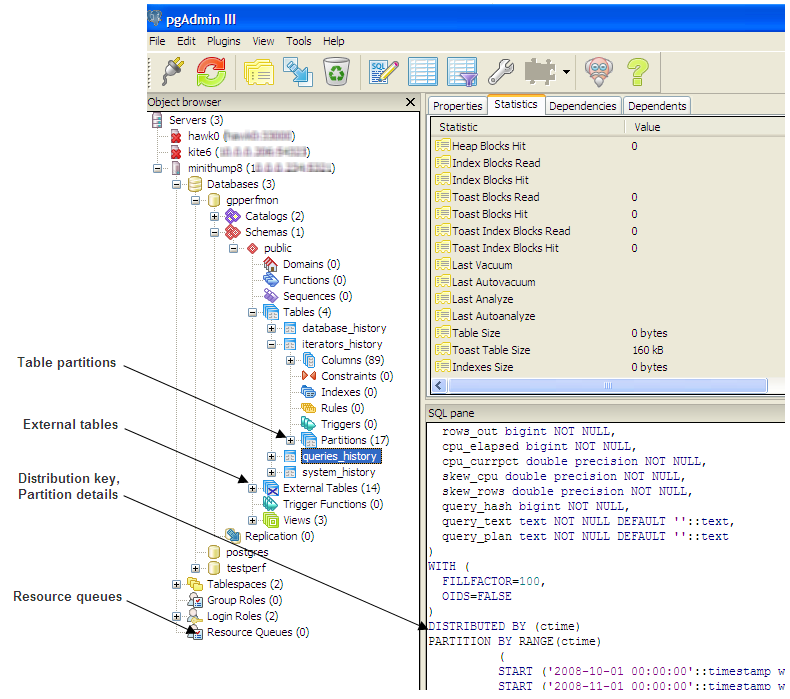 pgAdmin III
File Edit Plugins View Tools Help
SQL
Object browser
Servers (3)
hawk0
kite6
minithump8
Databases (3)
gpperfmon
Catalogs (2)
Schemas (1)
public
Domains (0)
Functions (0)
Sequences (0)
Tables (4)
database_history
iterators_history
Columns (89)
Constraints (0)
Indexes (0)
Rules (0)
Triggers (0)
Partitions (17)
queries_history
system_history
External Tables (14)
Trigger Functions (0)
Views (3)
Replication (0)
postgres
testperf
Tablespaces (2)
Group Roles (0)
Login Roles (2)
Resource Queues (0)
Table partitions
External tables
Distribution key,
Partition details
Resource queues
Properties Statistics Dependencies Dependents
Statistic Value
Heap Blocks Hit 0
Index Blocks Read
Index Blocks Hit
Toast Blocks Read 0
Toast Blocks Hit 0
Toast Index Blocks Read 0
Toast Index Blocks Hit 0
Last Vacuum
Last Autovacuum
Last Analyze
Last Autoanalyze
Table Size 0 bytes
Toast Table Size 160 kB
Indexes Size 0 bytes
SQL pane
rows_out bigint NOT NULL,
cpu_elapsed bigint NOT NULL,
cpu_currpct double precision NOT NULL,
skew_cpu double precision NOT NULL,
skew_rows double precision NOT NULL,
query_hash bigint NOT NULL,
query_text text NOT NULL DEFAULT ''::text,
query_plan text NOT NULL DEFAULT ''::text
)
WITH (
FILLFACTOR=100,
OIDS=FALSE
)
DISTRIBUTED BY (ctime)
PARTITION BY RANGE(ctime)
(
START ('2008-10-01 00:00:00'::timestamp w
START ('2008-11-01 00:00:00'::timestamp w